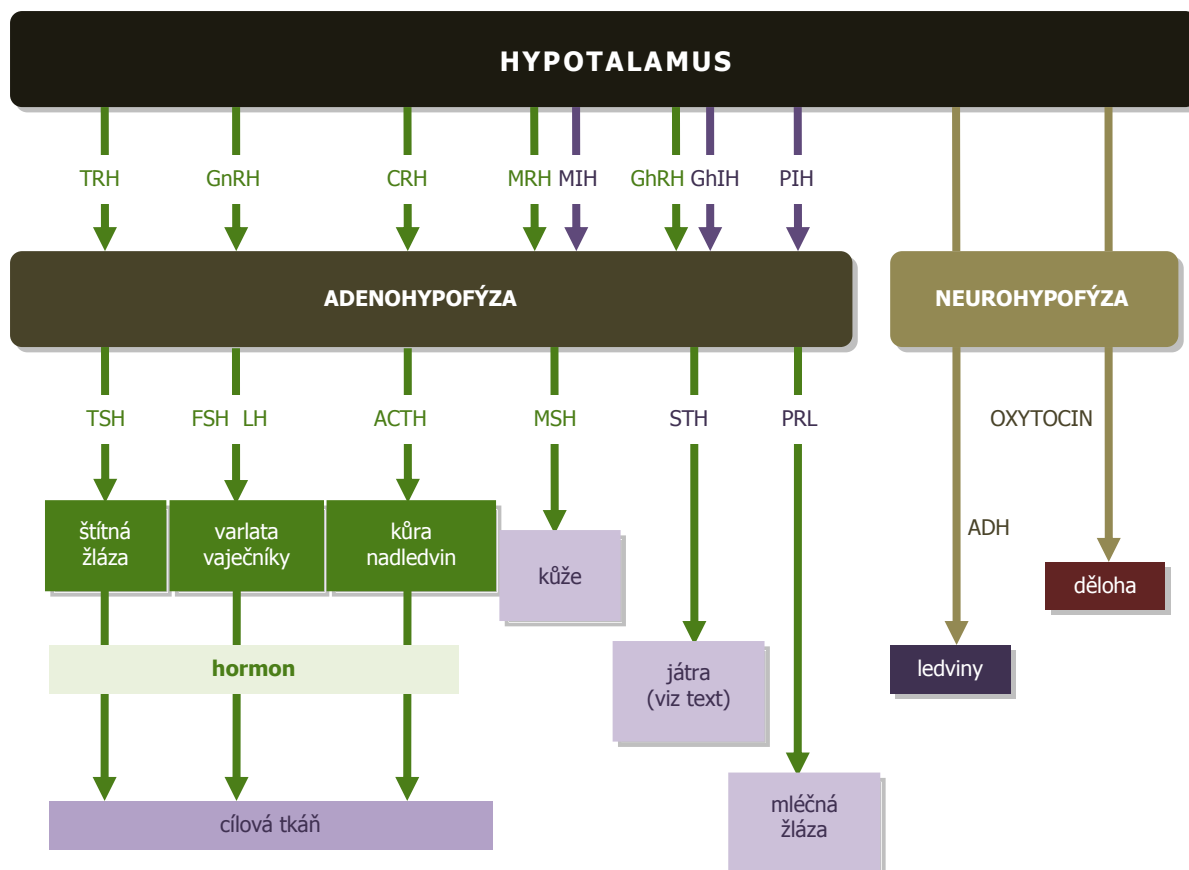 HYPOTALAMUS
TRH GnRH CRH MRH MIH GhRH GhIH PIH
ADENOHYPOFÝZA
NEUROHYPOFÝZA
TSH FSH LH ACTH MSH STH PRL OXYTOCIN
ADH
štítná
žláza
varlata
vaječníky
kůra
nadledvin
kůže
děloha
hormon
játra
(viz text)
ledviny
mléčná
žláza
cílová tkáň